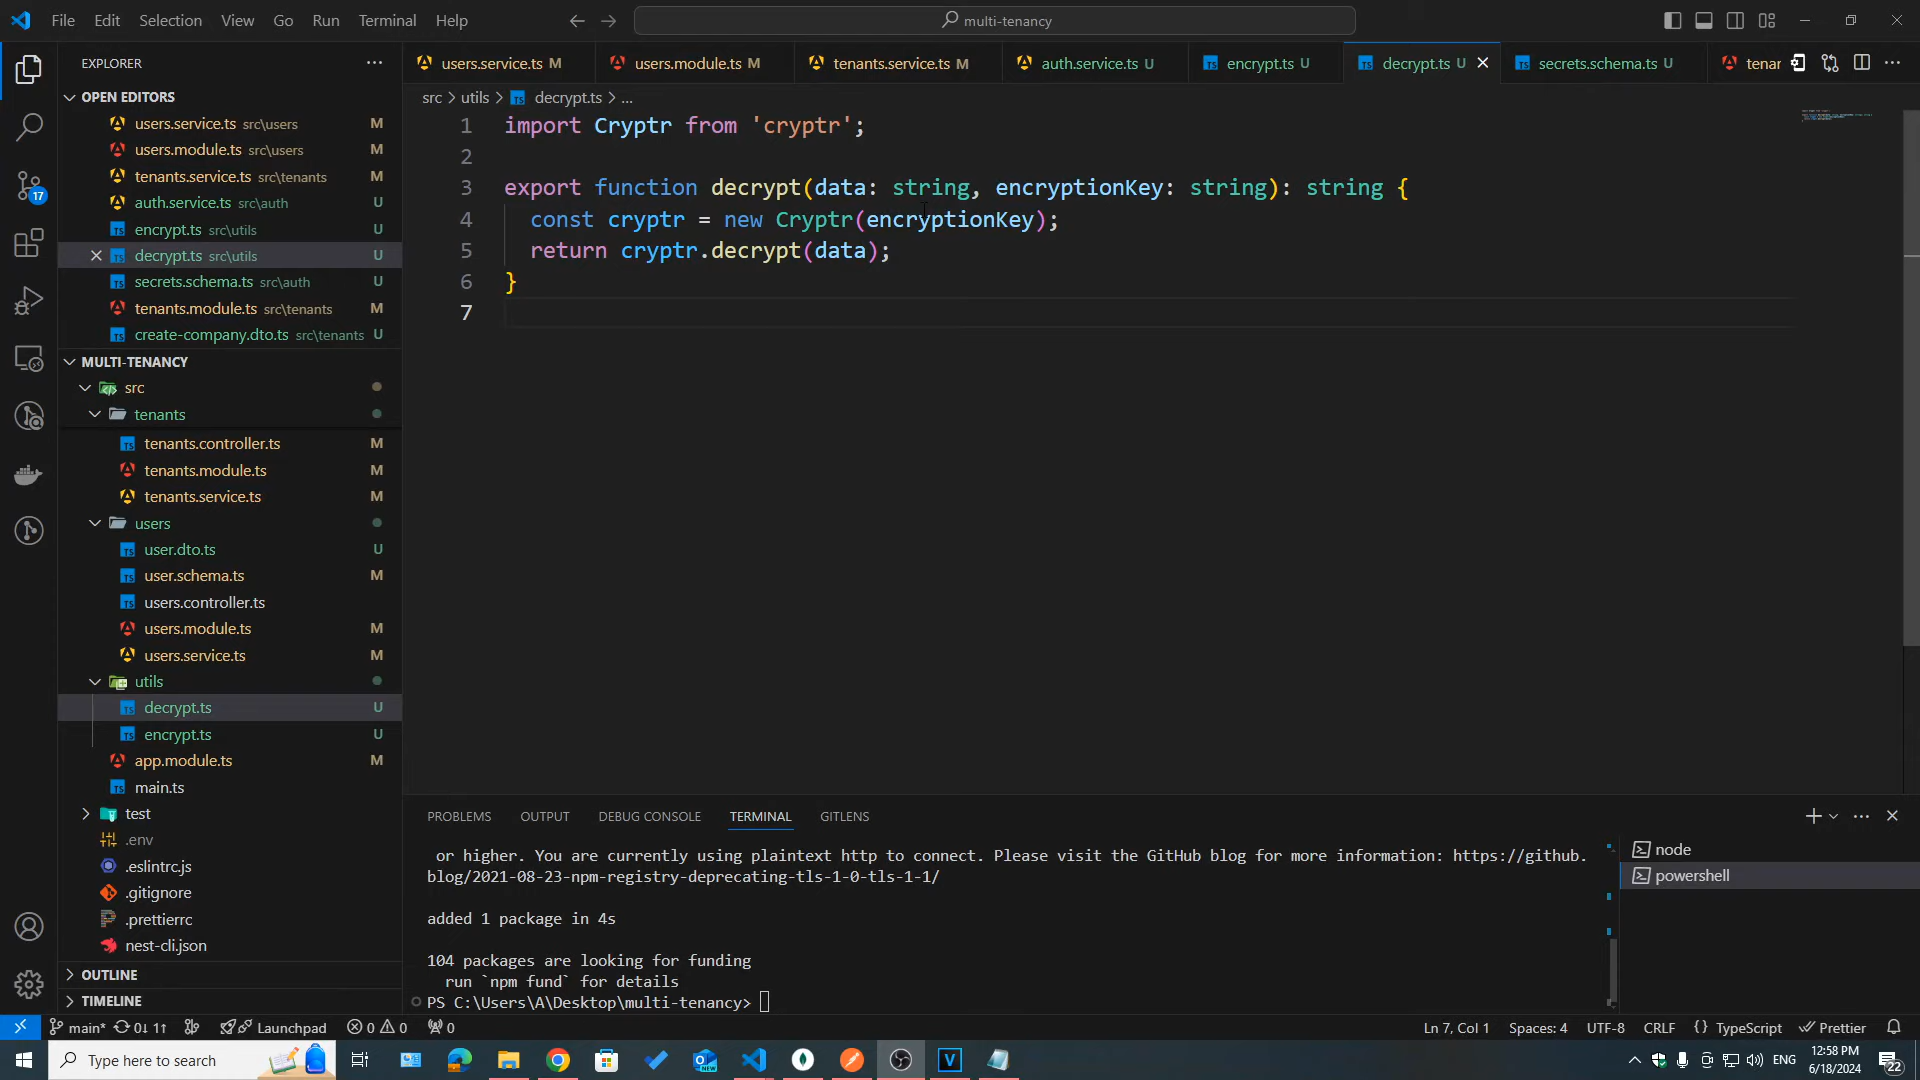 File Edit Selection View Go Run Terminal Help
multi-tenancy
EXPLORER
OPEN EDITORS
users.service.ts src\users M
users.module.ts src\users M
tenants.service.ts src\tenants M
auth.service.ts src\auth U
encrypt.ts src\utils U
decrypt.ts src\utils U
secrets.schema.ts src\auth U
tenants.module.ts src\tenants M
create-company.dto.ts src\tenants U
MULTI-TENANCY
src
tenants
tenants.controller.ts M
tenants.module.ts M
tenants.service.ts M
users
user.dto.ts U
user.schema.ts M
users.controller.ts
users.module.ts M
users.service.ts M
utils
decrypt.ts U
encrypt.ts U
app.module.ts M
main.ts
test
.env
.eslintrc.js
.gitignore
.prettierrc
nest-cli.json
OUTLINE
TIMELINE
17
users.service.ts M users.module.ts M tenants.service.ts M auth.service.ts U encrypt.ts U decrypt.ts U secrets.schema.ts U tenar
src > utils > decrypt.ts > ...
1 import Cryptr from 'cryptr';
2
3 export function decrypt(data: string, encryptionKey: string): string {
4 const cryptr = new Cryptr(encryptionKey);
5 return cryptr.decrypt(data);
6 }
7
PROBLEMS OUTPUT DEBUG CONSOLE TERMINAL GITLENS
or higher. You are currently using plaintext http to connect. Please visit the GitHub blog for more information: https://github.
blog/2021-08-23-npm-registry-deprecating-tls-1-0-tls-1-1/
added 1 package in 4s
104 packages are looking for funding
run `npm fund` for details
PS C:\Users\A\Desktop\multi-tenancy>
node
powershell
main* 0↓ 1↑ Launchpad 0 0 0 Ln 7, Col 1 Spaces: 4 UTF-8 CRLF {} TypeScript Prettier
Type here to search
NEW
V
ENG
12:58 PM
6/18/2024
22